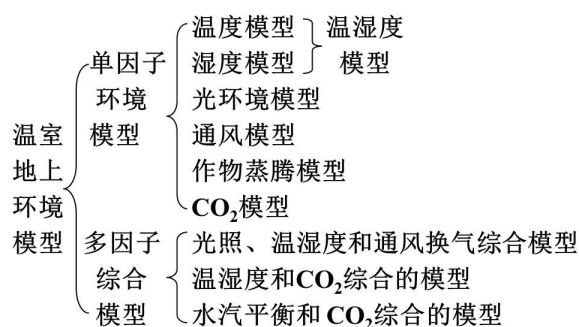 温室
地上
环境
模型
单因子
环境
模型
温度模型
湿度模型
温湿度
模型
光环境模型
通风模型
作物蒸腾模型
CO₂模型
多因子
综合
模型
光照、温湿度和通风换气综合模型
温湿度和CO₂综合的模型
水汽平衡和CO₂综合的模型